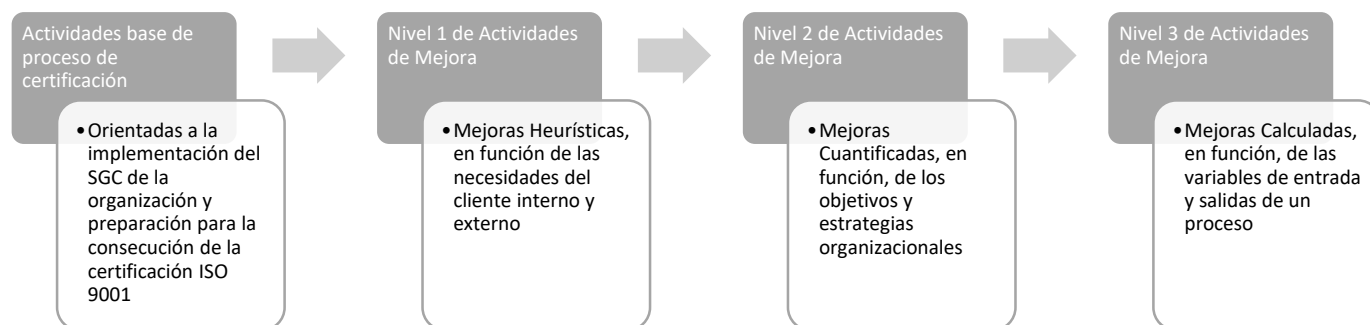 Actividades base de
proceso de
certificación
•Orientadas a la
implementación del
SGC de la
organización y
preparación para la
consecución de la
certificación ISO
9001
Nivel 1 de Actividades
de Mejora
•Mejoras Heurísticas,
en función de las
necesidades del
cliente interno y
externo
Nivel 2 de Actividades
de Mejora
•Mejoras
Cuantificadas, en
función, de los
objetivos y
estrategias
organizacionales
Nivel 3 de Actividades
de Mejora
•Mejoras Calculadas,
en función, de las
variables de entrada
y salidas de un
proceso